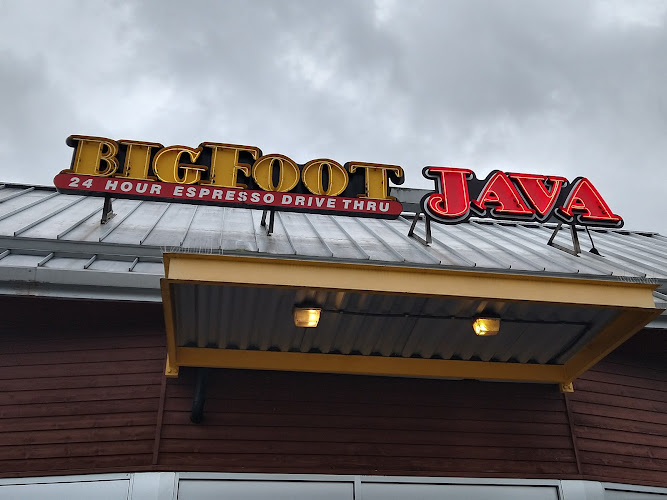 BIGFOOT JAVA
24 HOUR ESPRESSO DRIVE THRU